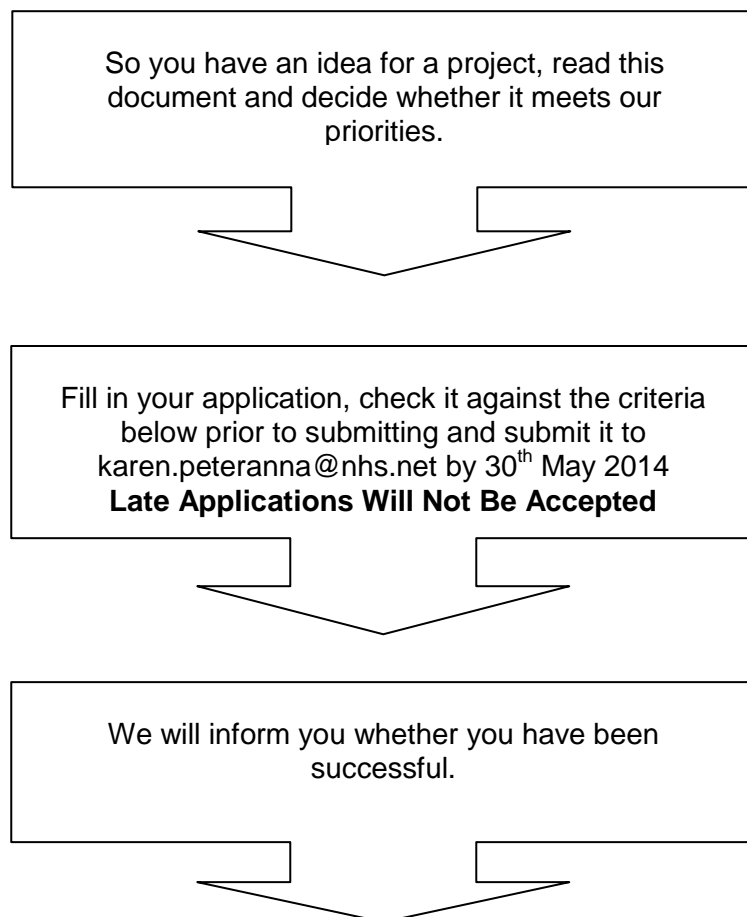 So you have an idea for a project, read this
document and decide whether it meets our
priorities.
Fill in your application, check it against the criteria
below prior to submitting and submit it to
karen.peteranna@nhs.net by 30th May 2014
Late Applications Will Not Be Accepted
We will inform you whether you have been
successful.